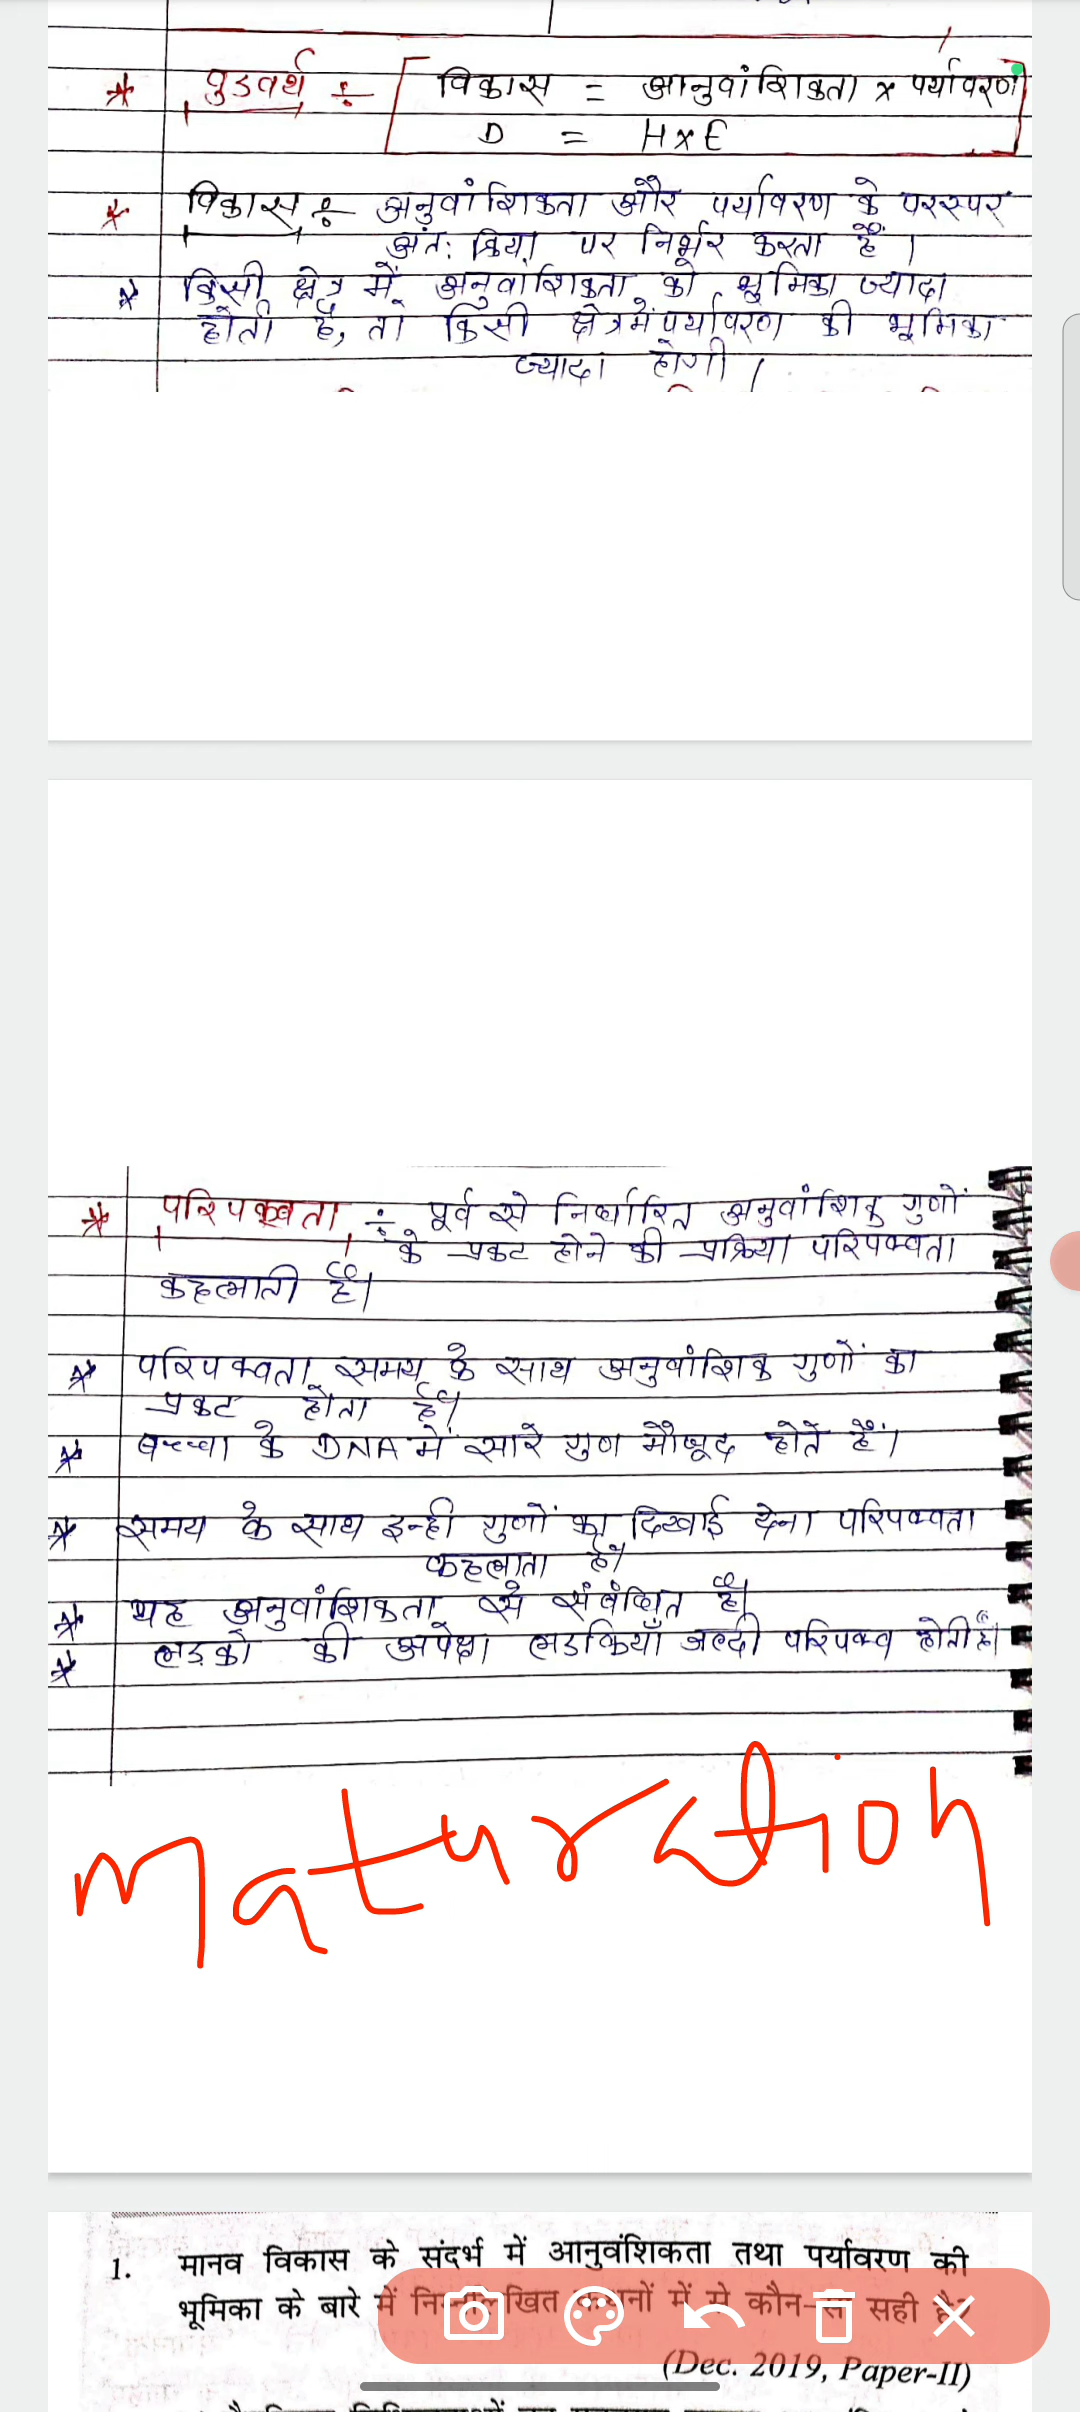 * वुडवर्थ ÷ [ विकास = आनुवांशिकता x पर्यावरण ]
D = H x E
* विकास ÷ अनुवांशिकता और पर्यावरण के परस्पर
अंतः क्रिया पर निर्भर करता है।
* किसी क्षेत्र में अनुवांशिकता की भूमिका ज्यादा
होती है, तो किसी क्षेत्र में पर्यावरण की भूमिका
ज्यादा होगी।
* परिपक्वता ÷ पूर्व से निर्धारित अनुवांशिक गुणों
के प्रकट होने की प्रक्रिया परिपक्वता
कहलाती है।
* परिपक्वता समय के साथ अनुवांशिक गुणों का
प्रकट होता है।
* बच्चा के DNA में सारे गुण मौजूद होते हैं।
* समय के साथ इन्ही गुणों का दिखाई देना परिपक्वता
कहलाता है।
* यह अनुवांशिकता से संबंधित है।
* लड़को की अपेक्षा लडकियाँ जल्दी परिपक्व होती है।
maturation
1. मानव विकास के संदर्भ में आनुवंशिकता तथा पर्यावरण की
भूमिका के बारे में निम्नलिखित कथनों में से कौन-सा सही है?
(Dec. 2019, Paper-II)